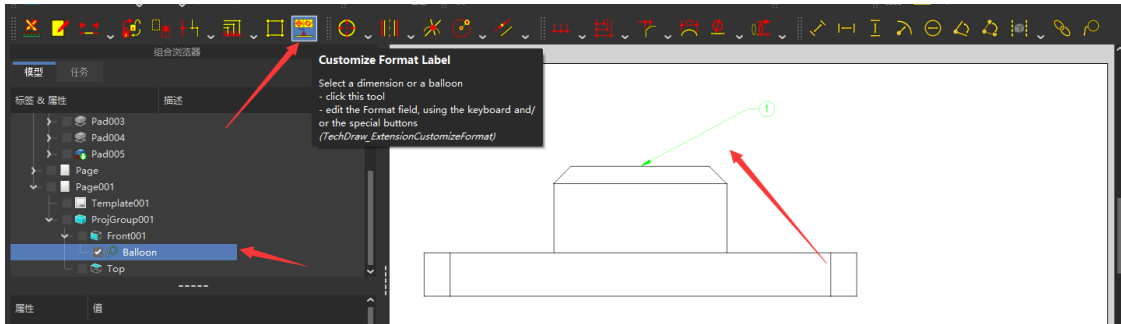 组合浏览器
模型
任务
标签 & 属性
描述
Pad003
Pad004
Pad005
Page
Page001
Template001
ProjGroup001
Front001
Balloon
Top
属性
值
Customize Format Label
Select a dimension or a balloon
- click this tool
- edit the Format field, using the keyboard and/
or the special buttons
(TechDraw_ExtensionCustomizeFormat)
1